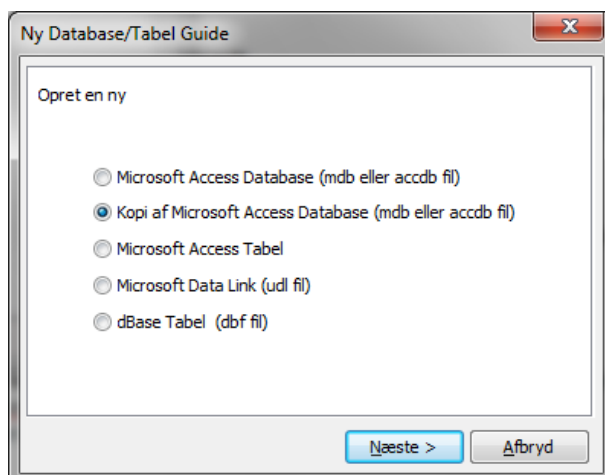 Ny Database/Tabel Guide
Opret en ny
Microsoft Access Database (mdb eller accdb fil)
Kopi af Microsoft Access Database (mdb eller accdb fil)
Microsoft Access Tabel
Microsoft Data Link (udl fil)
dBase Tabel (dbf fil)
Næste >
Afbryd